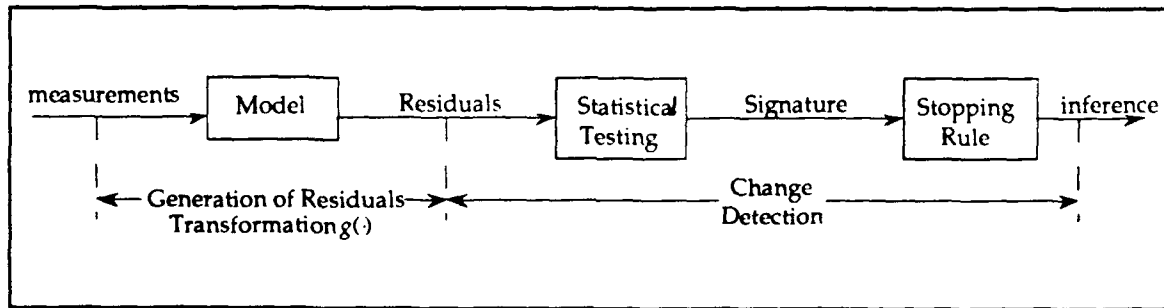 measurements
Model
Residuals
Statistical
Testing
Signature
Stopping
Rule
inference
Generation of Residuals
Transformation g(·)
Change
Detection